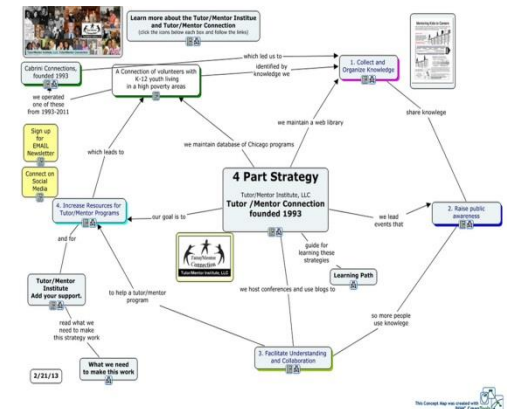 Learn more about the Tutor/Mentor Institue
and Tutor/Mentor Connection
(click the icons below each box and follow the links)
Cabrini Connections,
founded 1993
we operated
one of these
from 1993-2011
A Connection of volunteers with
K-12 youth living
in a high poverty areas
which led us to
identified by
knowledge we
1. Collect and
Organize Knowledge
Sign up
for
EMAIL
Newsletter
Connect on
Social
Media
which leads to
we maintain database of Chicago programs
we maintain a web library
share knowlege
4 Part Strategy
Tutor/Mentor Institute, LLC
Tutor /Mentor Connection
founded 1993
4. Increase Resources for
Tutor/Mentor Programs
our goal is to
we lead
events that
2. Raise public
awareness
and for
Tutor/Mentor
Connection
Tutor/Mentor Institute, LLC
guide for
learning these
strategies
Learning Path
Tutor/Mentor
Institute
Add your support.
to help a tutor/mentor
program
we host conferences and use blogs to
so more people
use knowlege
read what we
need to make
this strategy work
3. Facilitate Understanding
and Collaboration
What we need
to make this work
2/21/13
This Concept Map was created with